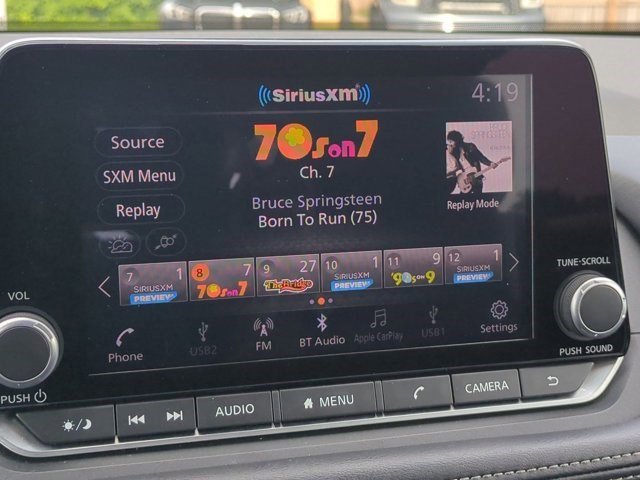 SiriusXM
4:19
Source
70s on 7
Ch. 7
SXM Menu
Bruce Springsteen
Born To Run (75)
Replay
Replay Mode
7 1
SIRIUSXM
PREVIEW
8 7
70s on 7
9 27
The Bridge
10 1
SIRIUSXM
PREVIEW
11 9
90s on 9
12 1
SIRIUSXM
PREVIEW
Phone
USB2
FM
BT Audio
Apple CarPlay
USB1
Settings
VOL
PUSH
TUNE-SCROLL
PUSH SOUND
AUDIO
MENU
CAMERA